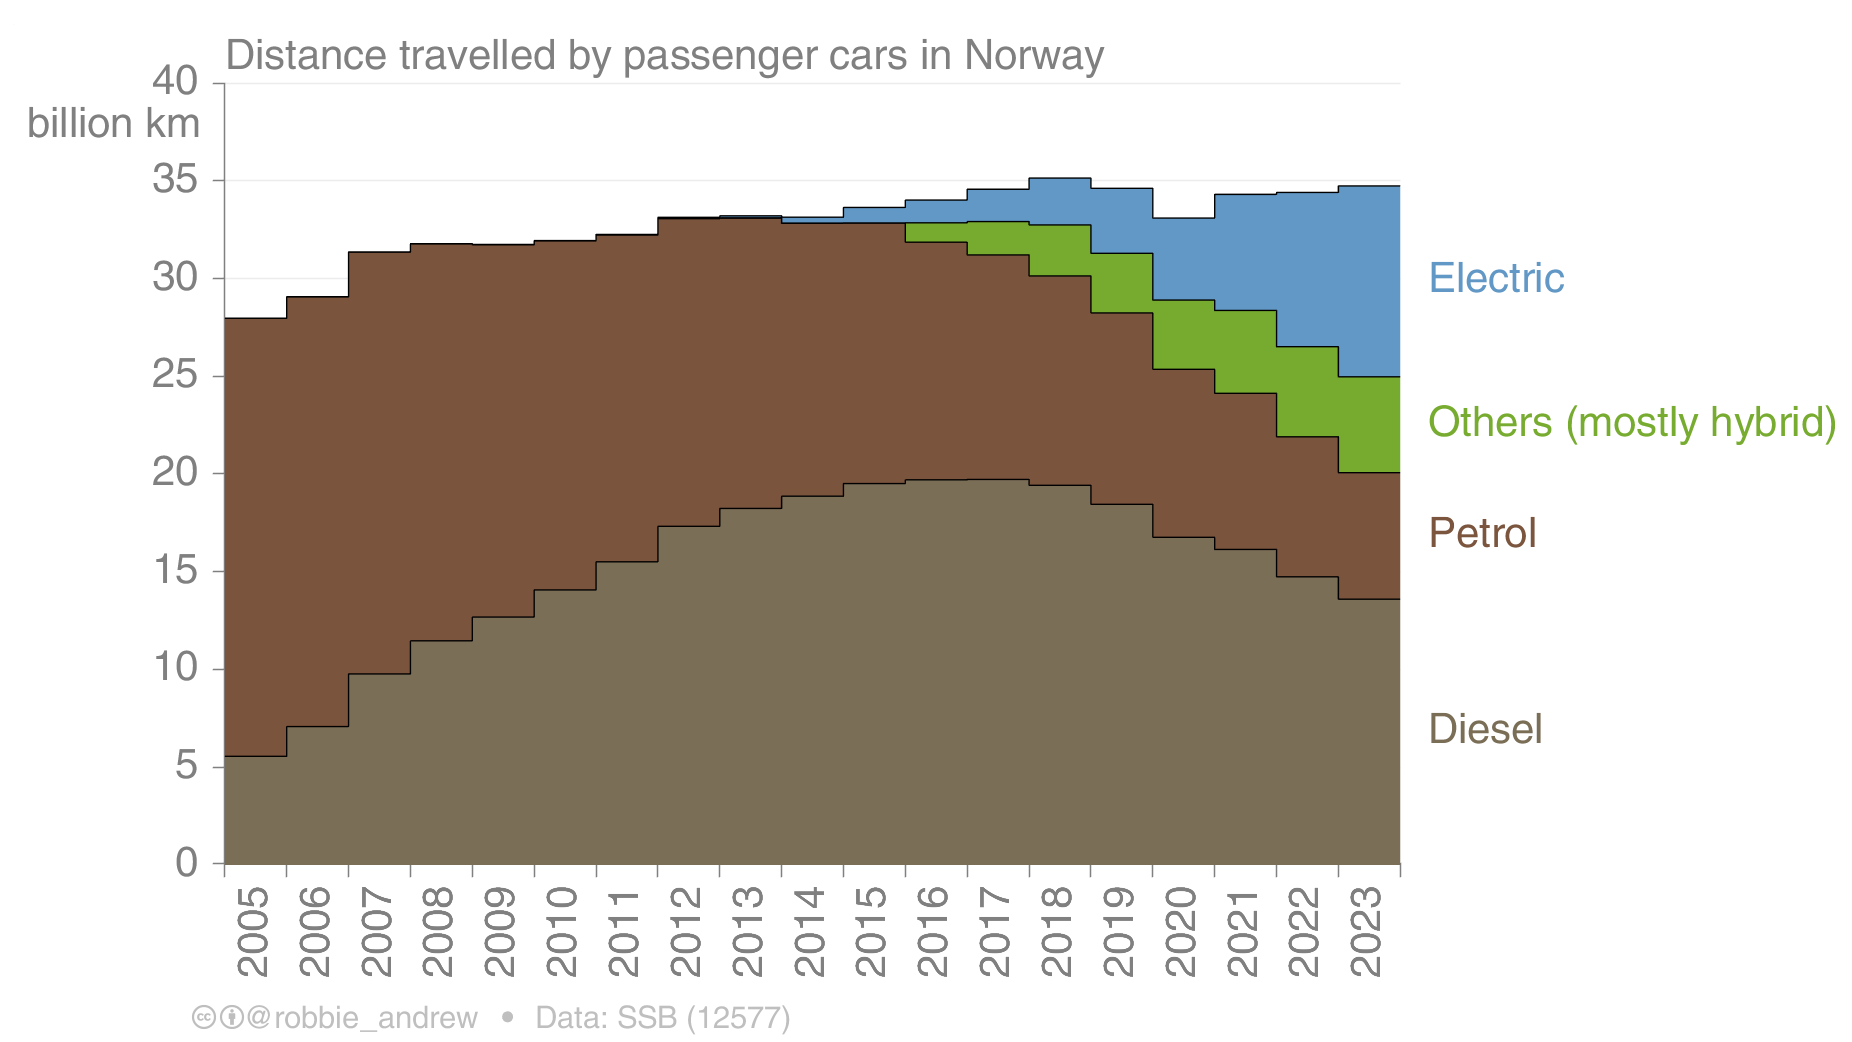 Distance travelled by passenger cars in Norway
40
billion km
35
30
25
20
15
10
5
0
Electric
Others (mostly hybrid)
Petrol
Diesel
2005 2006 2007 2008 2009 2010 2011 2012 2013 2014 2015 2016 2017 2018 2019 2020 2021 2022 2023
cc @robbie_andrew • Data: SSB (12577)